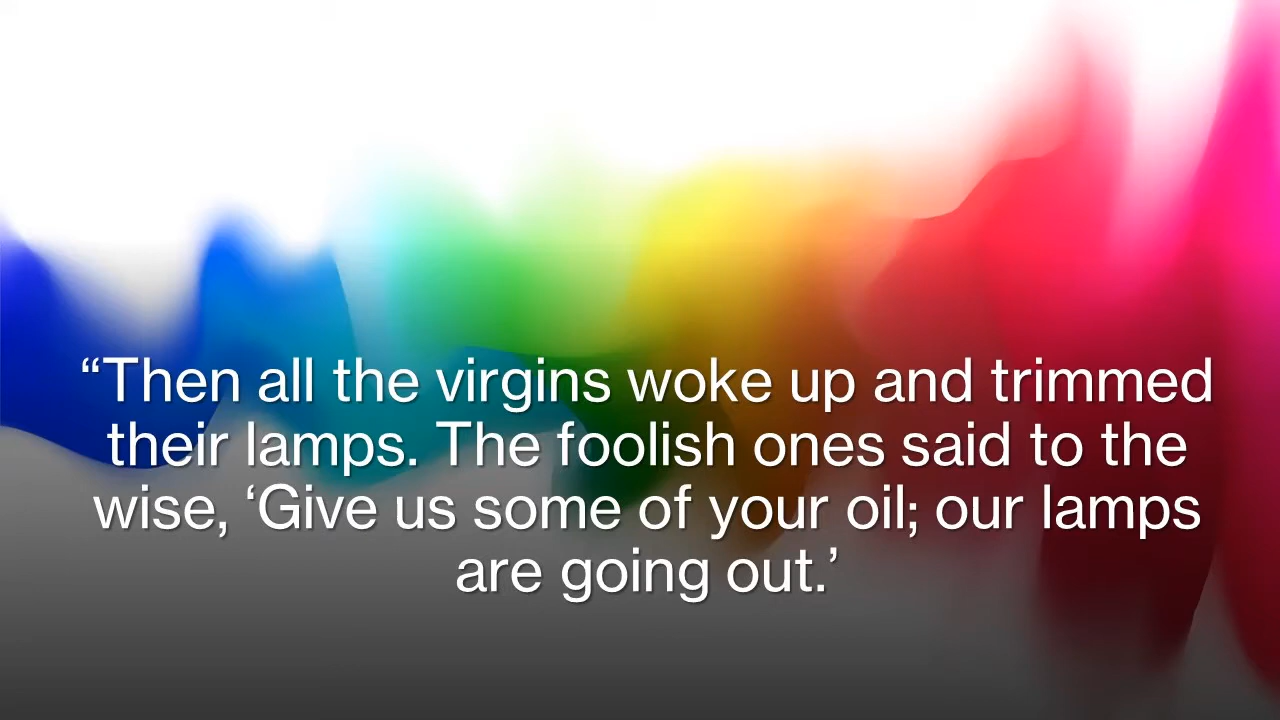 “Then all the virgins woke up and trimmed
their lamps. The foolish ones said to the
wise, ‘Give us some of your oil; our lamps
are going out.’